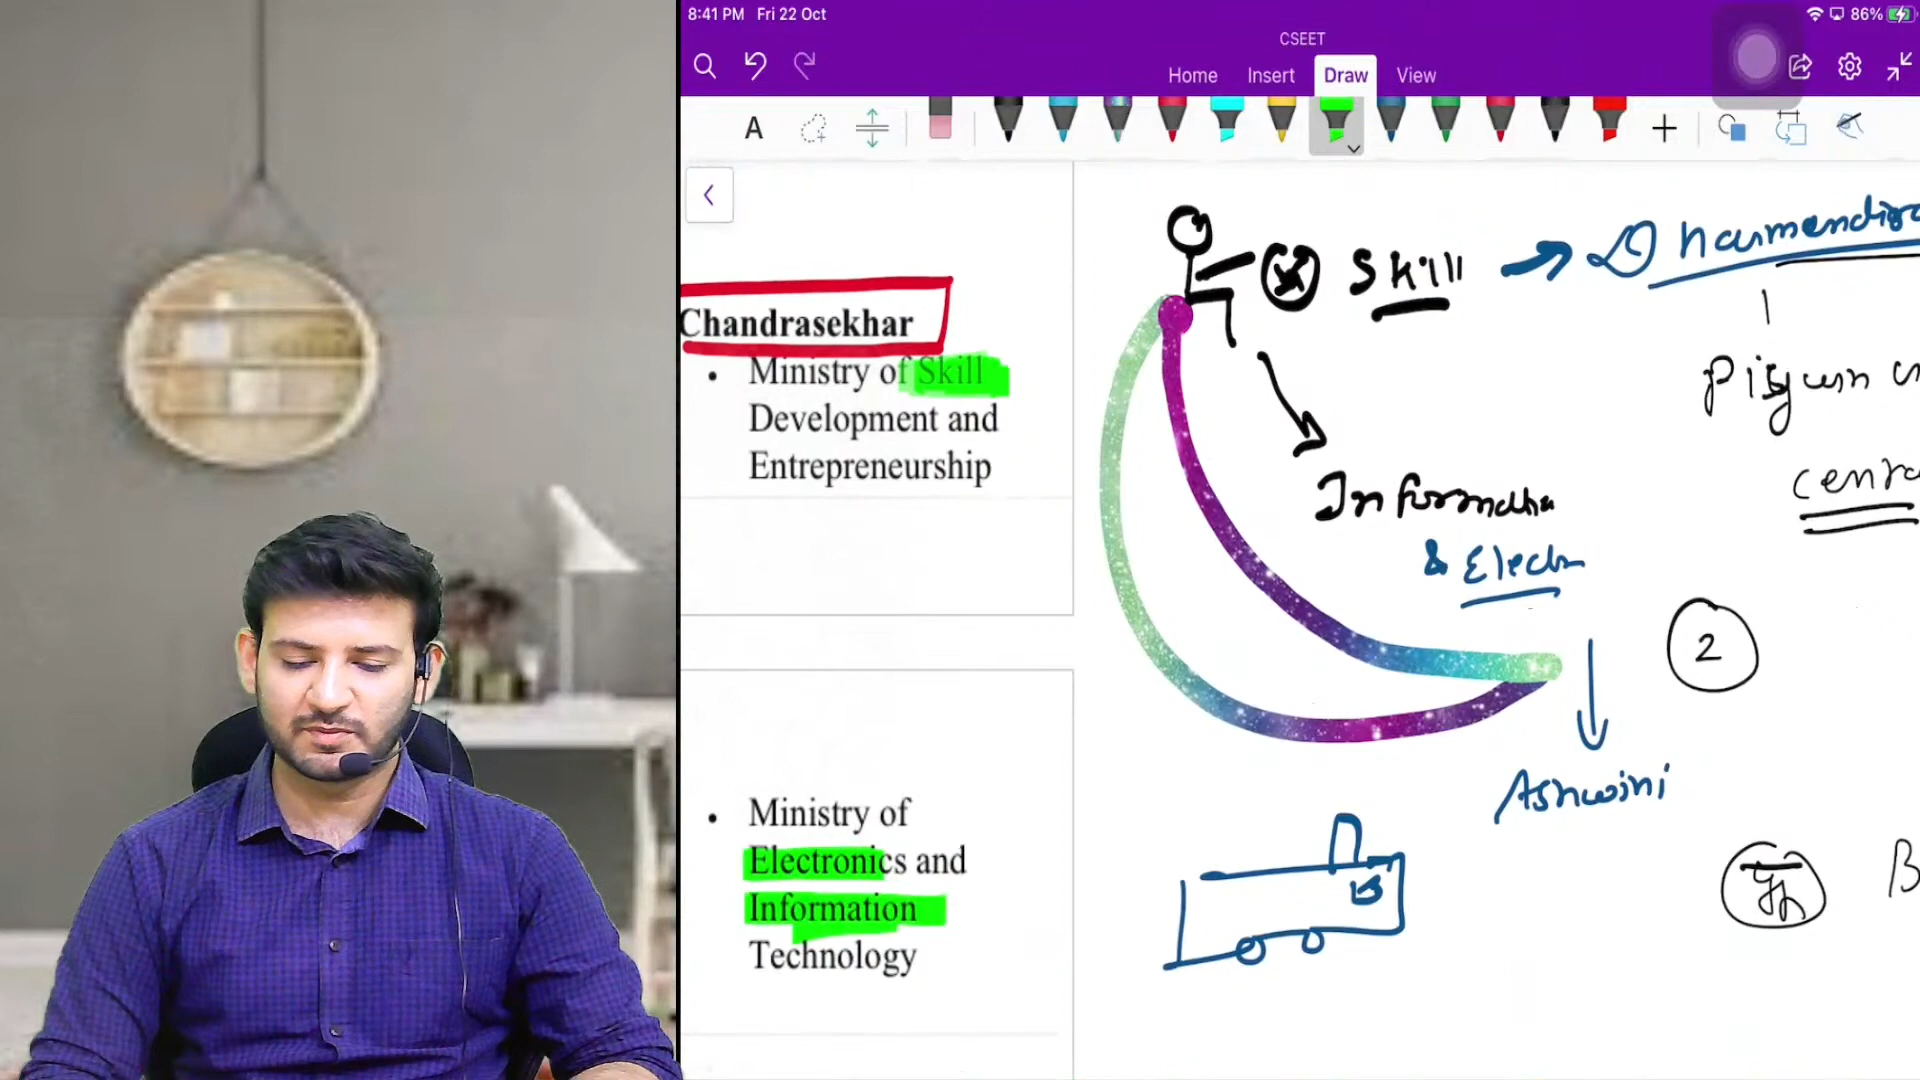 8:41 PM Fri 22 Oct
86%
CSEET
Home Insert Draw View
A
Chandrasekhar
• Ministry of Skill
Development and
Entrepreneurship
• Ministry of
Electronics and
Information
Technology
Skill → Dharmendra
& Electr
2
Ashwini
B